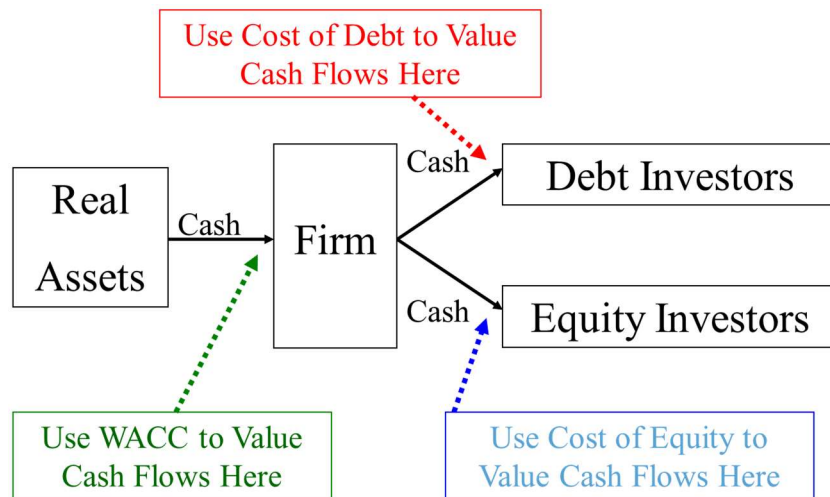 Use Cost of Debt to Value
Cash Flows Here
Cash
Debt Investors
Real
Assets
Cash
Firm
Cash
Equity Investors
Use WACC to Value
Cash Flows Here
Use Cost of Equity to
Value Cash Flows Here